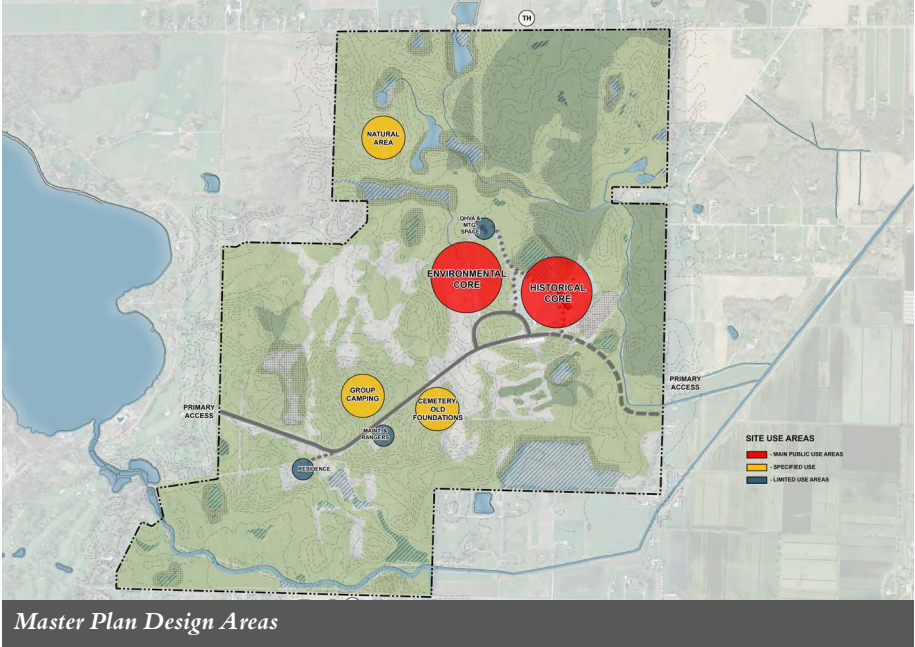 TH
NATURAL
AREA
QHVA &
MTG
SPACE
ENVIRONMENTAL
CORE
HISTORICAL
CORE
PRIMARY
ACCESS
GROUP
CAMPING
CEMETERY/
OLD
FOUNDATIONS
PRIMARY
ACCESS
MAINT. &
RANGERS
RESIDENCE
SITE USE AREAS
- MAIN PUBLIC USE AREAS
- SPECIFIED USE
- LIMITED USE AREAS
Master Plan Design Areas